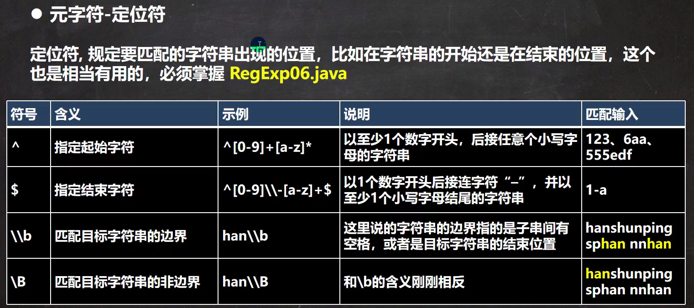 ● 元字符-定位符
定位符, 规定要匹配的字符串出现的位置，比如在字符串的开始还是在结束的位置，这个
也是相当有用的，必须掌握 RegExp06.java
符号 含义 示例 说明 匹配输入
^ 指定起始字符 ^[0-9]+[a-z]* 以至少1个数字开头，后接任意个小写字
母的字符串 123、6aa、
555edf
$ 指定结束字符 ^[0-9]\\-[a-z]+$ 以1个数字开头后接连字符“–”，并以
至少1个小写字母结尾的字符串 1-a
\\b 匹配目标字符串的边界 han\\b 这里说的字符串的边界指的是子串间有
空格，或者是目标字符串的结束位置 hanshunping
sphan nnhan
\B 匹配目标字符串的非边界 han\\B 和\b的含义刚刚相反 hanshunping
sphan nnhan